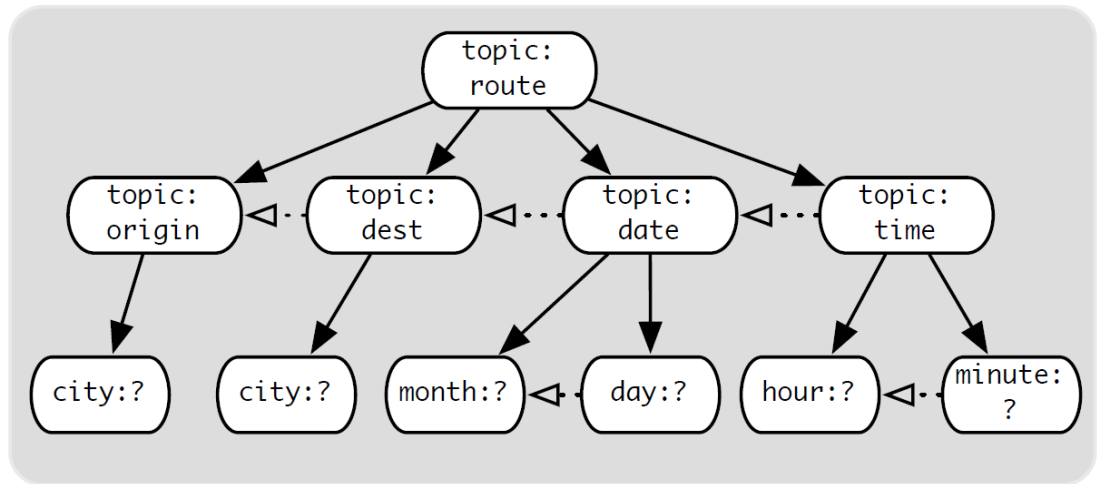 topic:
route
topic:
origin
topic:
dest
topic:
date
topic:
time
city:?
city:?
month:?
day:?
hour:?
minute:
?